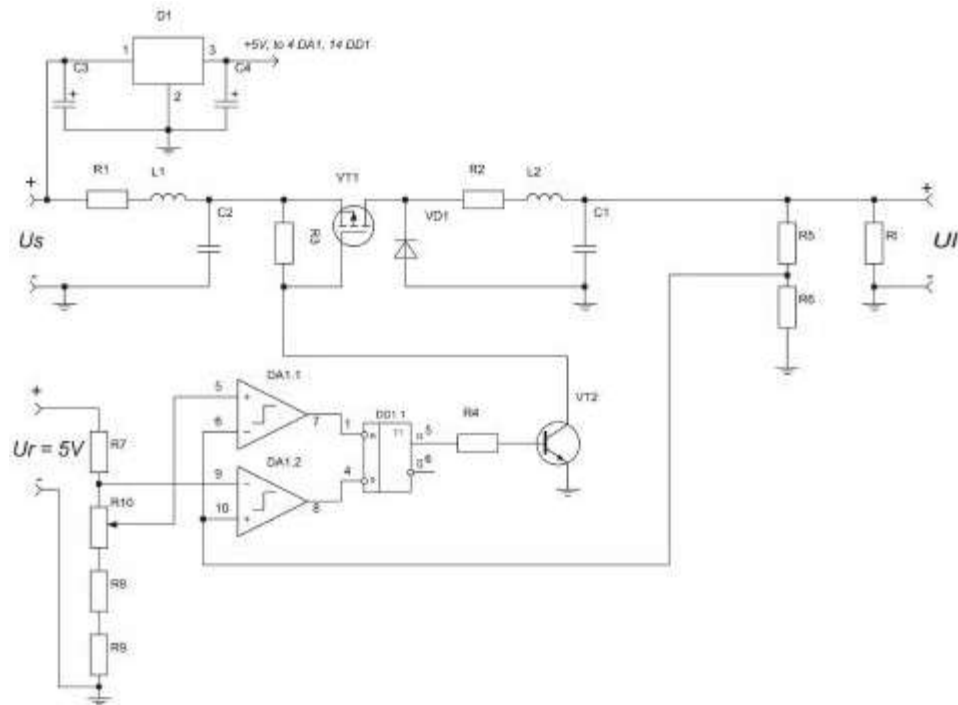 D1
+5V, to 4 DA1, 14 DD1
1
3
C3
C4
+
+
2
R1
L1
VT1
R2
L2
+
+
C2
VD1
C1
R3
R5
Rl
Us
Ul
-
-
R6
DA1.1
VT2
+
5
+
7
1
DD1.1
R4
6
-
R
T1
5
R7
Ur = 5V
DA1.2
6
-
9
-
4
S
R10
10
+
8
R8
R9